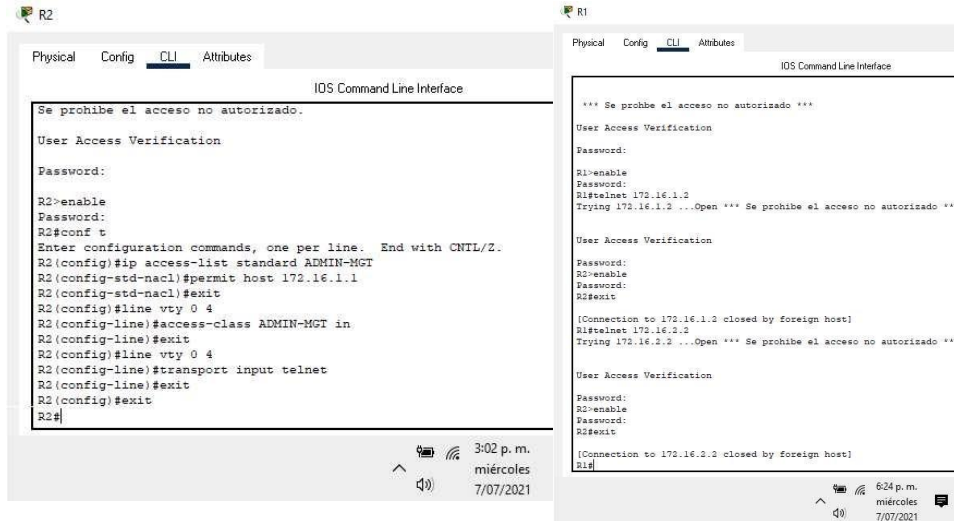 R2
Physical Config CLI Attributes
IOS Command Line Interface
Se prohibe el acceso no autorizado.
User Access Verification
Password:
R2>enable
Password:
R2#conf t
Enter configuration commands, one per line. End with CNTL/Z.
R2(config)#ip access-list standard ADMIN-MGT
R2(config-std-nacl)#permit host 172.16.1.1
R2(config-std-nacl)#exit
R2(config)#line vty 0 4
R2(config-line)#access-class ADMIN-MGT in
R2(config-line)#exit
R2(config)#line vty 0 4
R2(config-line)#transport input telnet
R2(config-line)#exit
R2(config)#exit
R2#
3:02 p. m.
miércoles
7/07/2021
R1
Physical Config CLI Attributes
IOS Command Line Interface
*** Se prohbe el acceso no autorizado ***
User Access Verification
Password:
R1>enable
Password:
R1#telnet 172.16.1.2
Trying 172.16.1.2 ...Open *** Se prohibe el acceso no autorizado **
User Access Verification
Password:
R2>enable
Password:
R2#exit
[Connection to 172.16.1.2 closed by foreign host]
R1#telnet 172.16.2.2
Trying 172.16.2.2 ...Open *** Se prohibe el acceso no autorizado **
User Access Verification
Password:
R2>enable
Password:
R2#exit
[Connection to 172.16.2.2 closed by foreign host]
R1#
6:24 p. m.
miércoles
7/07/2021